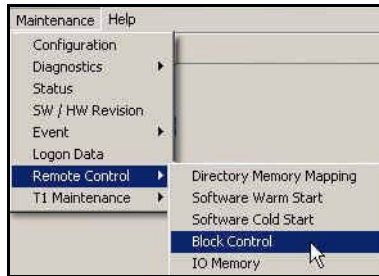 Maintenance Help
Configuration
Diagnostics
Status
SW / HW Revision
Event
Logon Data
Remote Control
T1 Maintenance
Directory Memory Mapping
Software Warm Start
Software Cold Start
Block Control
IO Memory